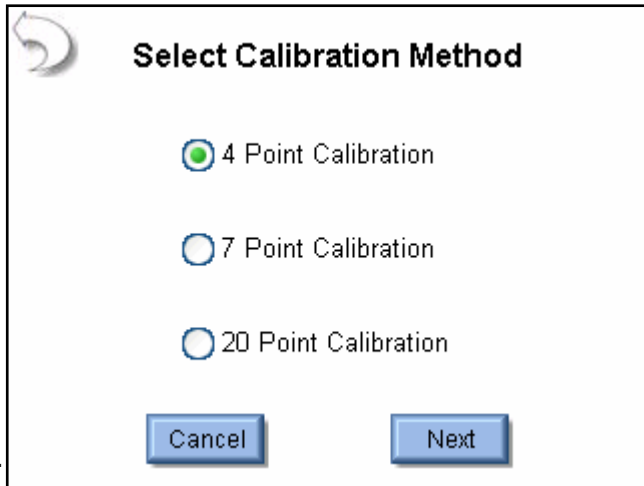 Select Calibration Method
4 Point Calibration
7 Point Calibration
20 Point Calibration
Cancel Next